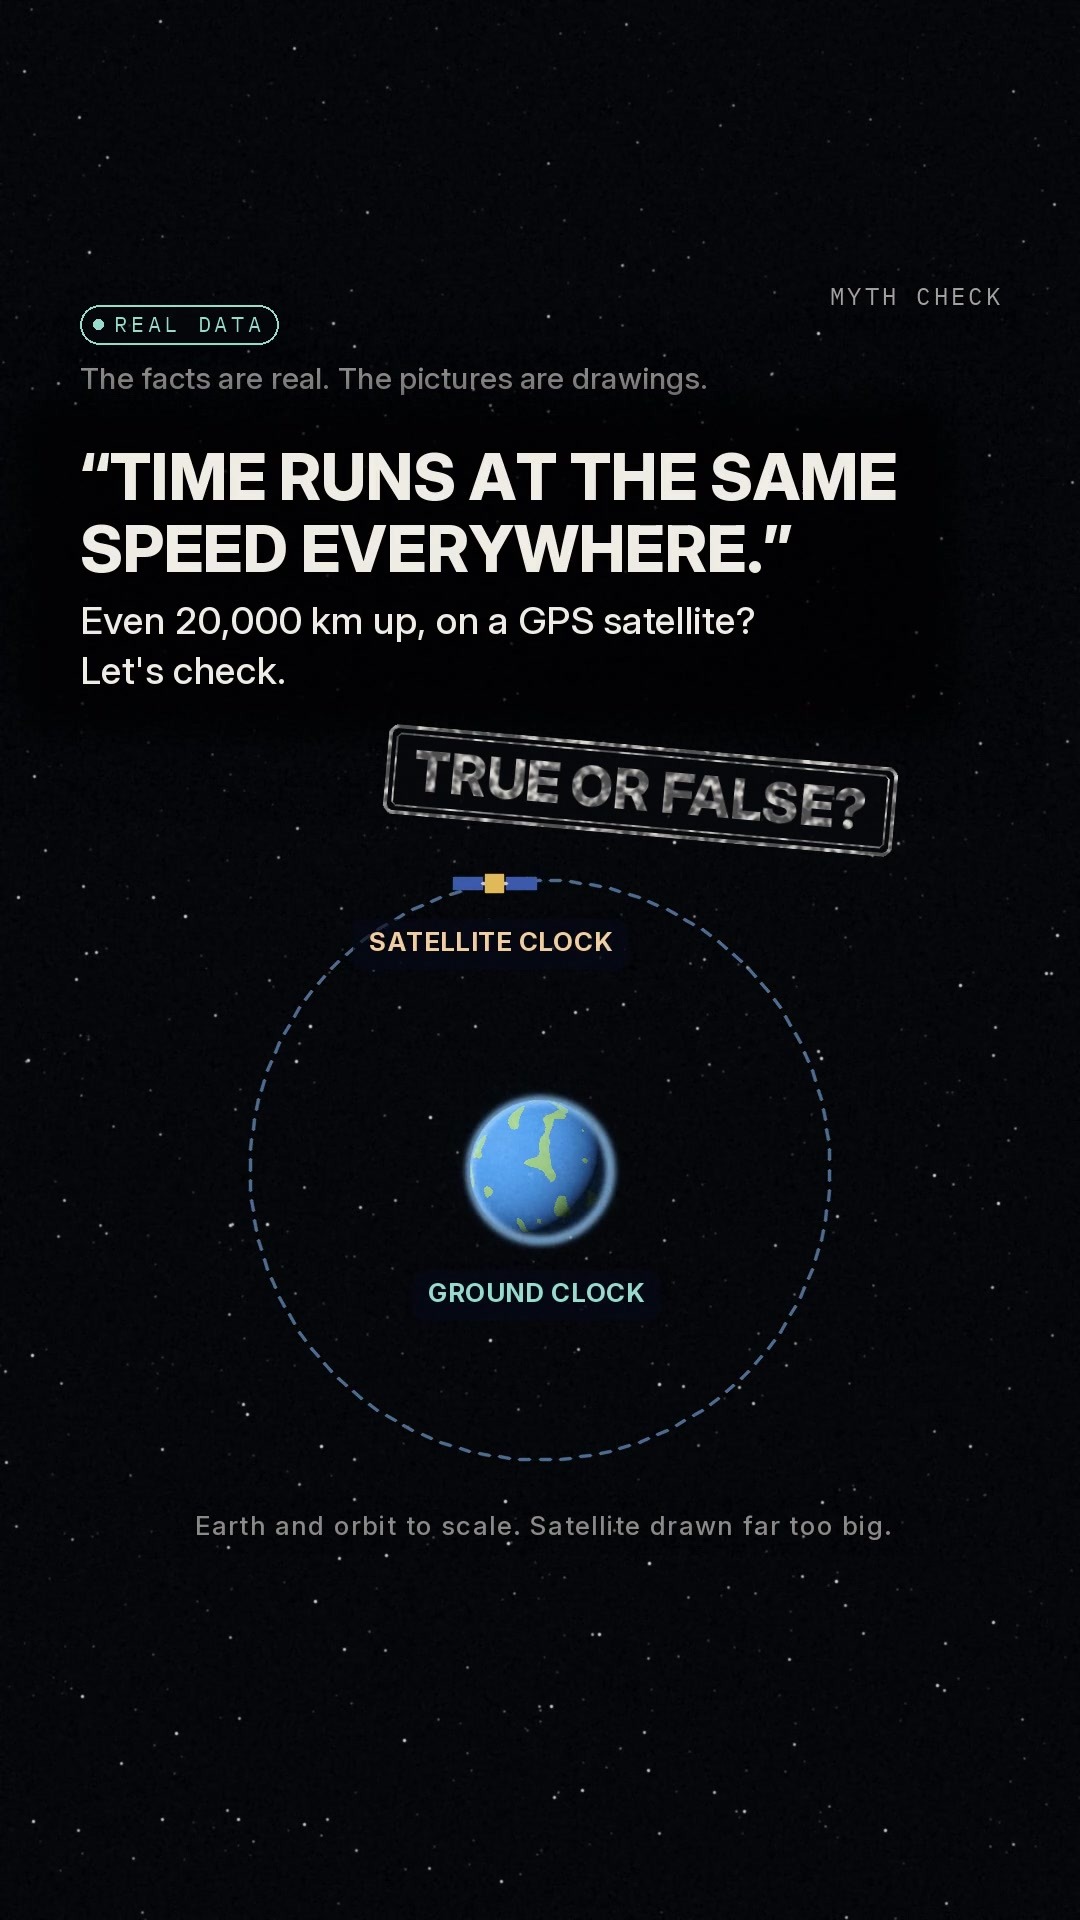 MYTH CHECK
REAL DATA
The facts are real. The pictures are drawings.
“TIME RUNS AT THE SAME
SPEED EVERYWHERE.”
Even 20,000 km up, on a GPS satellite?
Let's check.
TRUE OR FALSE?
SATELLITE CLOCK
GROUND CLOCK
Earth and orbit to scale. Satellite drawn far too big.